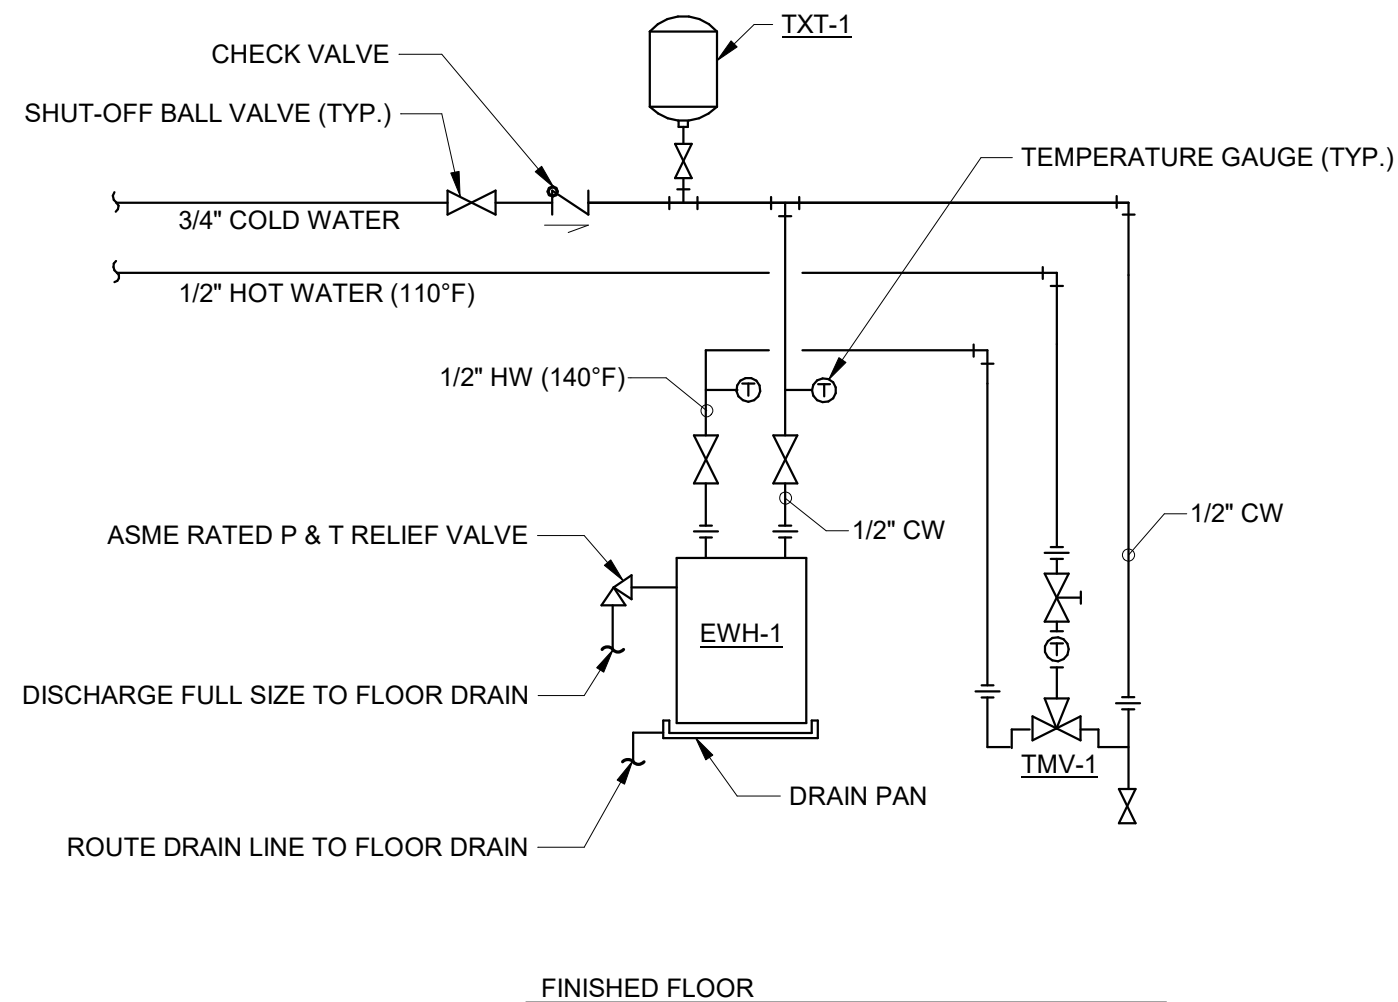 TXT-1
CHECK VALVE
SHUT-OFF BALL VALVE (TYP.)
TEMPERATURE GAUGE (TYP.)
3/4" COLD WATER
1/2" HOT WATER (110°F)
1/2" HW (140°F)
T
T
1/2" CW
1/2" CW
ASME RATED P & T RELIEF VALVE
EWH-1
T
DISCHARGE FULL SIZE TO FLOOR DRAIN
TMV-1
DRAIN PAN
ROUTE DRAIN LINE TO FLOOR DRAIN
FINISHED FLOOR